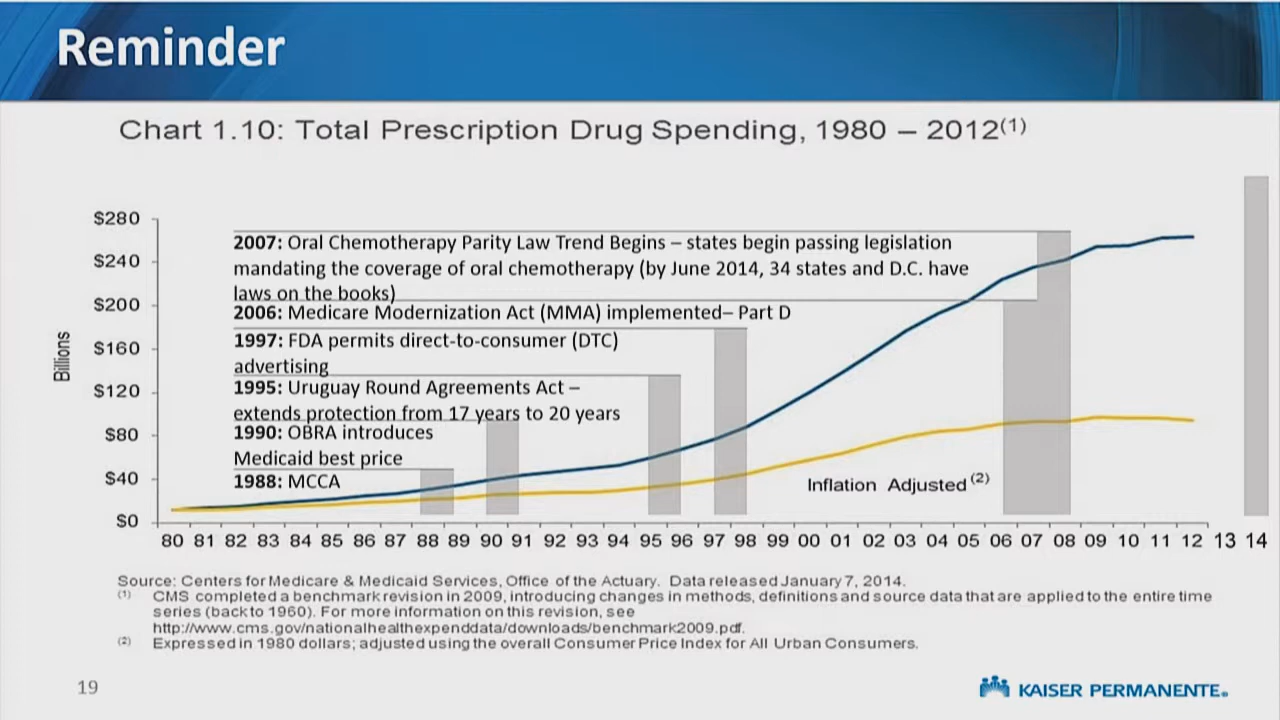 Reminder
Chart 1.10: Total Prescription Drug Spending, 1980 – 2012(1)
Billions
$280
$240
$200
$160
$120
$80
$40
$0
2007: Oral Chemotherapy Parity Law Trend Begins – states begin passing legislation
mandating the coverage of oral chemotherapy (by June 2014, 34 states and D.C. have
laws on the books)
2006: Medicare Modernization Act (MMA) implemented– Part D
1997: FDA permits direct-to-consumer (DTC)
advertising
1995: Uruguay Round Agreements Act –
extends protection from 17 years to 20 years
1990: OBRA introduces
Medicaid best price
1988: MCCA
Inflation Adjusted (2)
80 81 82 83 84 85 86 87 88 89 90 91 92 93 94 95 96 97 98 99 00 01 02 03 04 05 06 07 08 09 10 11 12 13 14
Source: Centers for Medicare & Medicaid Services, Office of the Actuary. Data released January 7, 2014.
(1) CMS completed a benchmark revision in 2009, introducing changes in methods, definitions and source data that are applied to the entire time
series (back to 1960). For more information on this revision, see
http://www.cms.gov/nationalhealthexpenddata/downloads/benchmark2009.pdf.
(2) Expressed in 1980 dollars; adjusted using the overall Consumer Price Index for All Urban Consumers.
19
KAISER PERMANENTE®